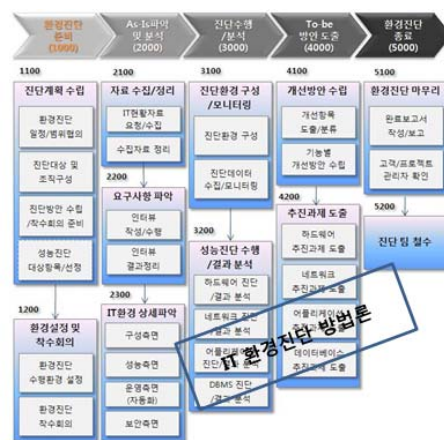 환경진단
준비
(1000)
As-Is파악
및 분석
(2000)
진단수행
/분석
(3000)
To-be
방안 도출
(4000)
환경진단
종료
(5000)
1100
진단계획 수립
환경진단
일정/범위협의
진단대상 및
조직구성
진단방안 수립
/착수회의 준비
성능진단
대상항목/선정
1200
환경설정 및
착수회의
환경진단
수행환경 설정
환경진단
착수회의
2100
자료 수집/정리
IT현황자료
요청/수집
수집자료 정리
2200
요구사항 파악
인터뷰
작성/수행
인터뷰
결과정리
2300
IT환경 상세파악
구성측면
성능측면
운영측면
(자동화)
보안측면
3100
진단환경 구성
/모니터링
진단환경 구성
진단데이터
수집/모니터링
3200
성능진단 수행
/결과 분석
하드웨어 진단
/결과 분석
네트워크 진단
/결과 분석
어플리케이션
진단/결과 분석
DBMS 진단
/결과 분석
4100
개선방안 수립
개선항목
도출/분류
기능별
개선방안 수립
4200
추진과제 도출
하드웨어
추진과제 도출
네트워크
추진과제 도출
어플리케이션
추진과제 도출
데이터베이스
추진과제 도출
5100
환경진단 마무리
완료보고서
작성/보고
고객/프로젝트
관리자 확인
5200
진단 팀 철수
IT 환경진단 방법론